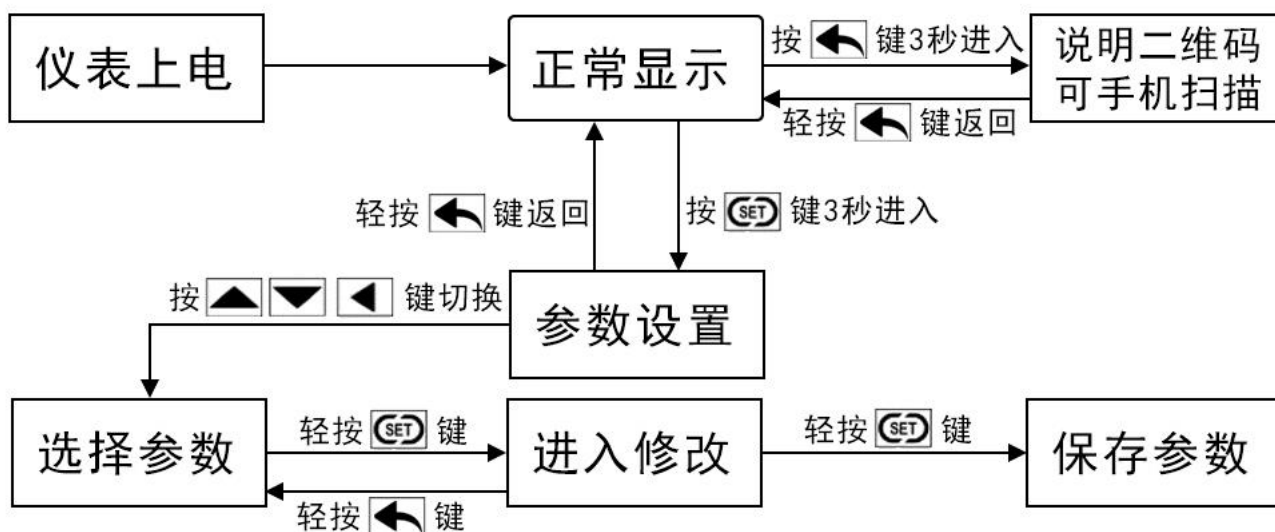 仪表上电
正常显示
按 键3秒进入
说明二维码
可手机扫描
轻按 键返回
轻按 键返回
按 SET 键3秒进入
按 键切换
参数设置
选择参数
轻按 SET 键
进入修改
轻按 SET 键
保存参数
轻按 键